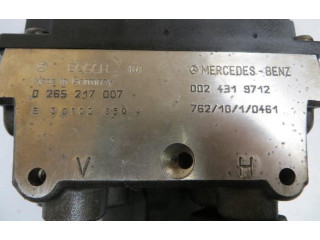 BOSCH
MERCEDES-BENZ
Made in Germany
002 431 9712
0 265 217 007
762/10/1/0461
V H